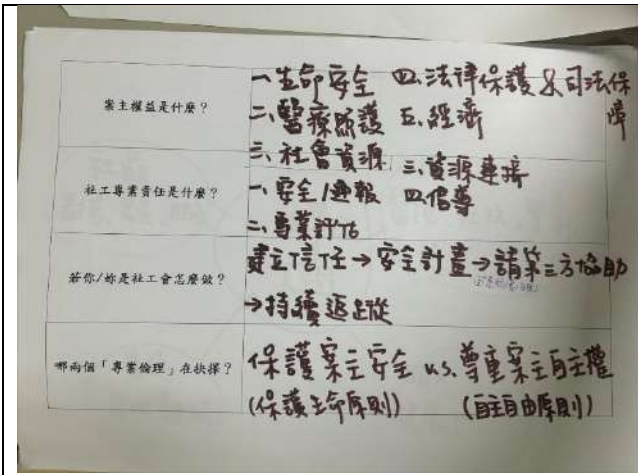 案主權益是什麼？
一、生命安全 四、法律保護&司法保障
二、醫療照護 五、經濟
三、社會資源
社工專業責任是什麼？
一、安全/通報
二、專業評估
三、資源連接
四、倡導
若你/妳是社工會怎麼做？
建立信任→安全計畫→請第三方協助
→持續追蹤
哪兩個「專業倫理」在抉擇？
保護案主安全 v.s. 尊重案主自主權
(保護生命原則) (自主自由原則)